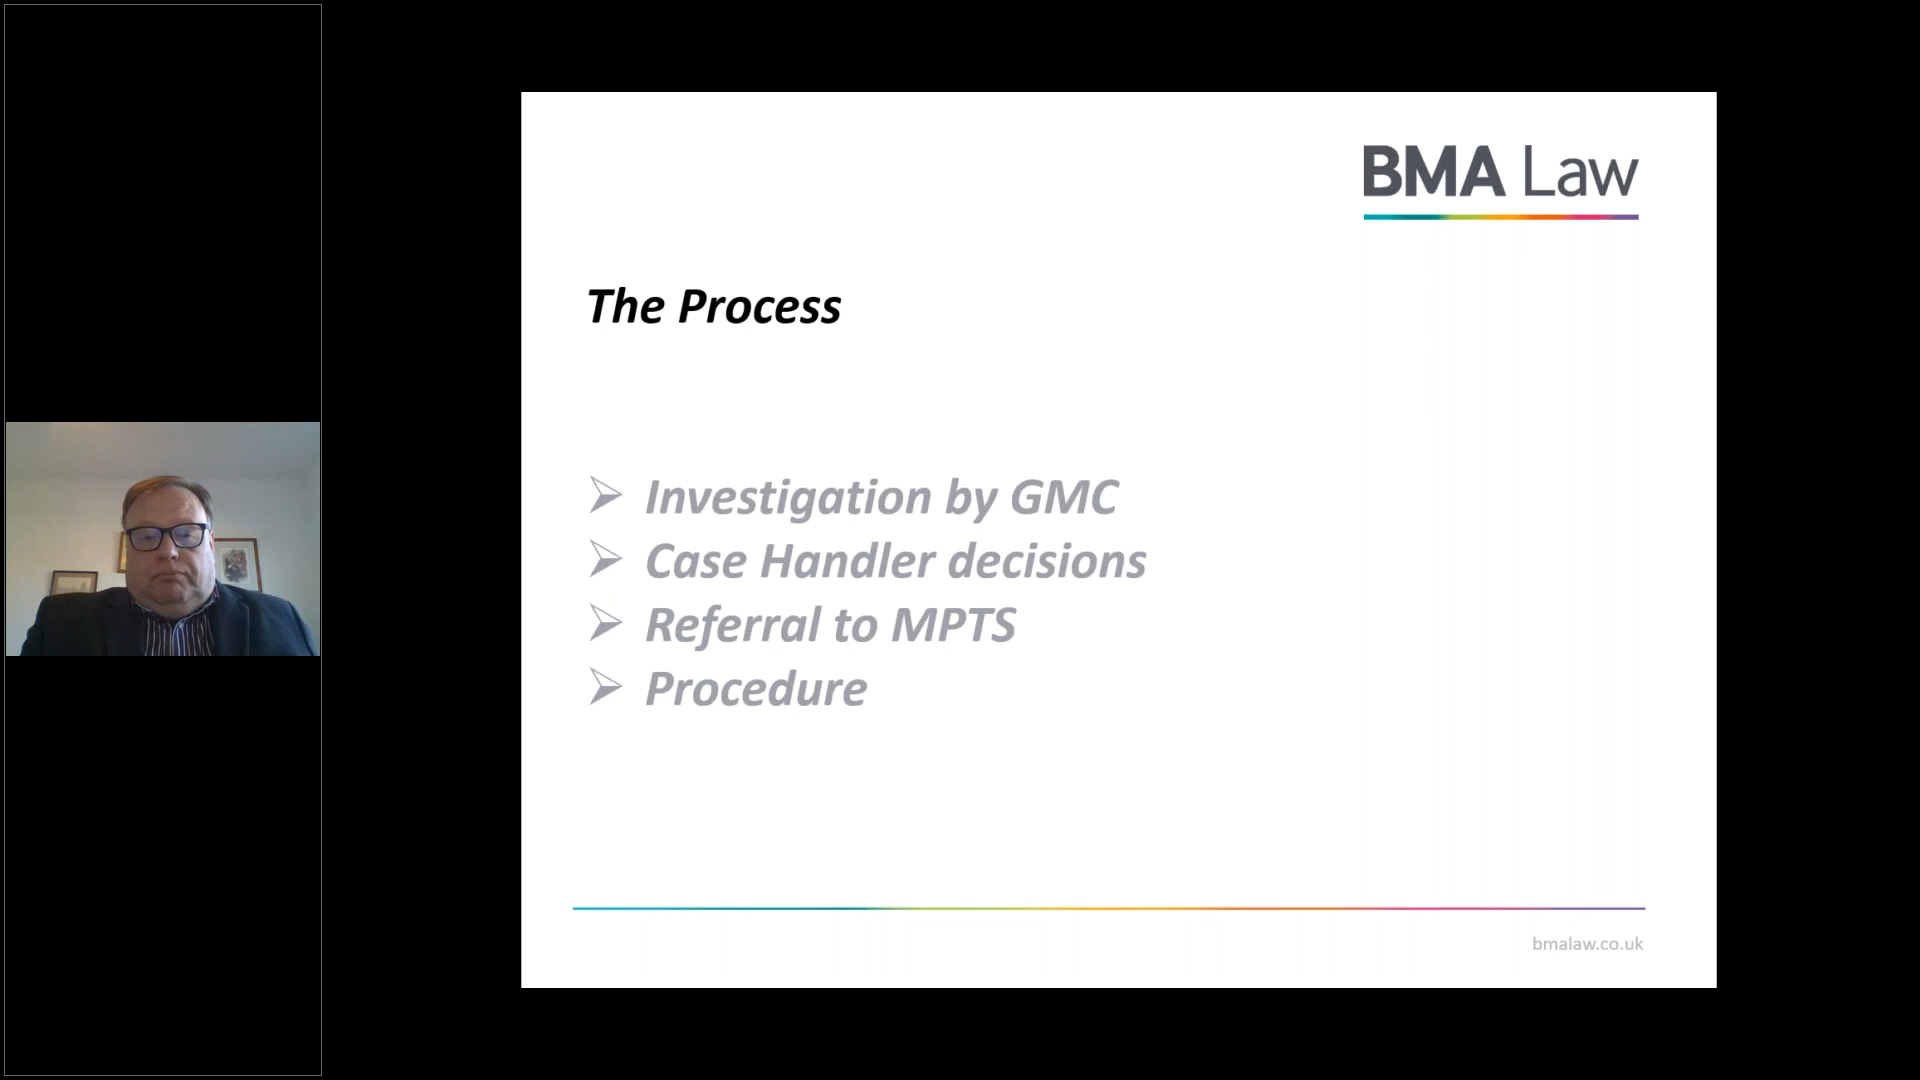 BMA Law
The Process
Investigation by GMC
Case Handler decisions
Referral to MPTS
Procedure
bmalaw.co.uk